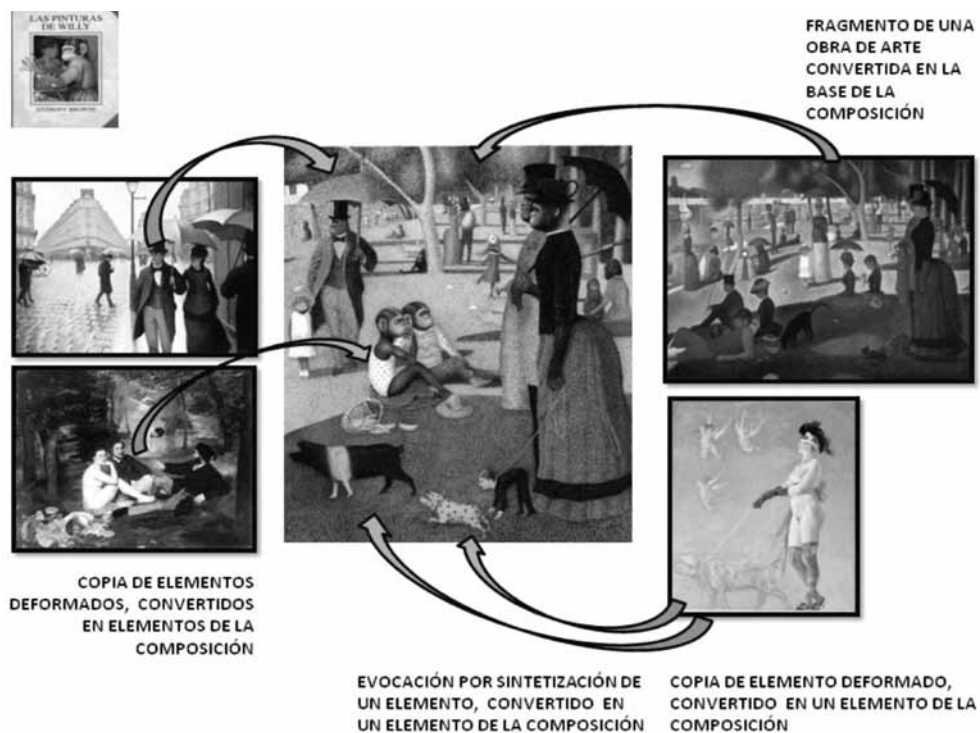 LAS PINTURAS
DE WILLY
ANTHONY BROWNE
FRAGMENTO DE UNA
OBRA DE ARTE
CONVERTIDA EN LA
BASE DE LA
COMPOSICIÓN
COPIA DE ELEMENTOS
DEFORMADOS, CONVERTIDOS
EN ELEMENTOS DE LA
COMPOSICIÓN
EVOCACIÓN POR SINTETIZACIÓN DE
UN ELEMENTO, CONVERTIDO EN
UN ELEMENTO DE LA COMPOSICIÓN
COPIA DE ELEMENTO DEFORMADO,
CONVERTIDO EN UN ELEMENTO DE LA
COMPOSICIÓN